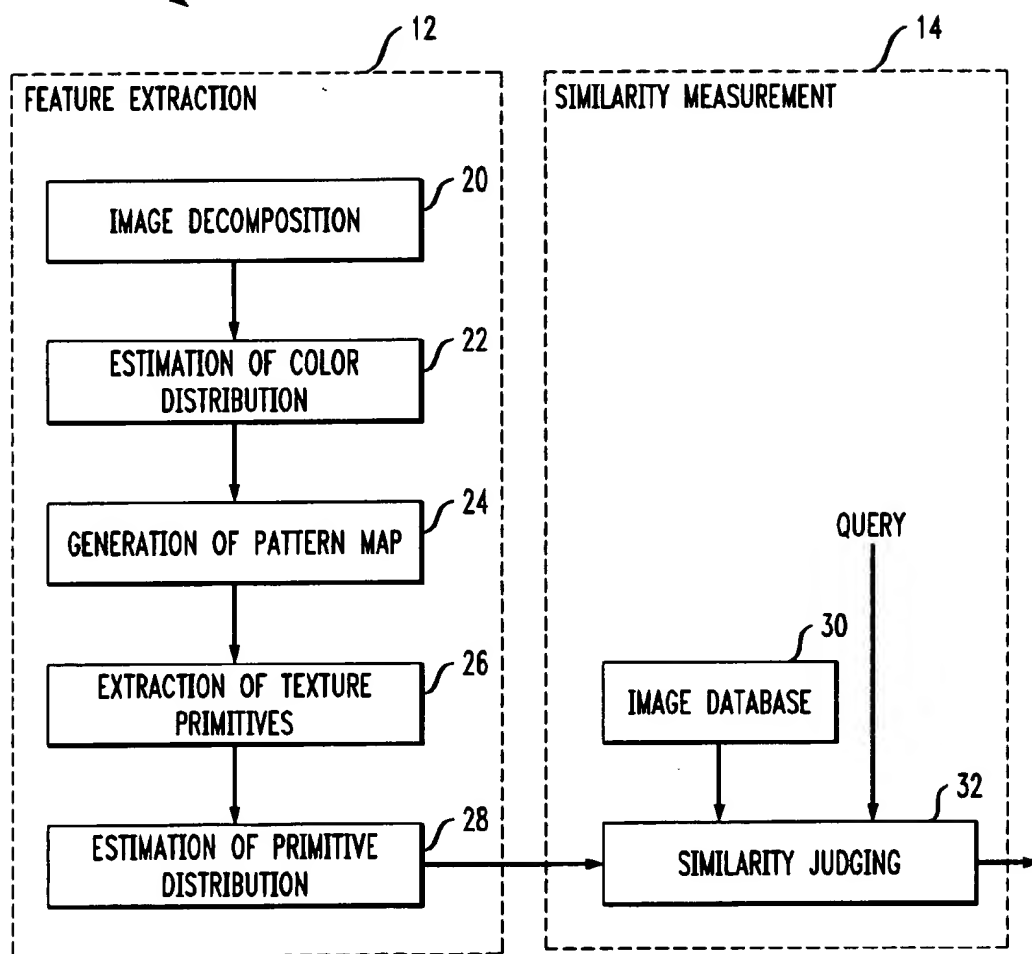 12
FEATURE EXTRACTION
20
IMAGE DECOMPOSITION
22
ESTIMATION OF COLOR
DISTRIBUTION
24
GENERATION OF PATTERN MAP
26
EXTRACTION OF TEXTURE
PRIMITIVES
28
ESTIMATION OF PRIMITIVE
DISTRIBUTION
14
SIMILARITY MEASUREMENT
QUERY
30
IMAGE DATABASE
32
SIMILARITY JUDGING